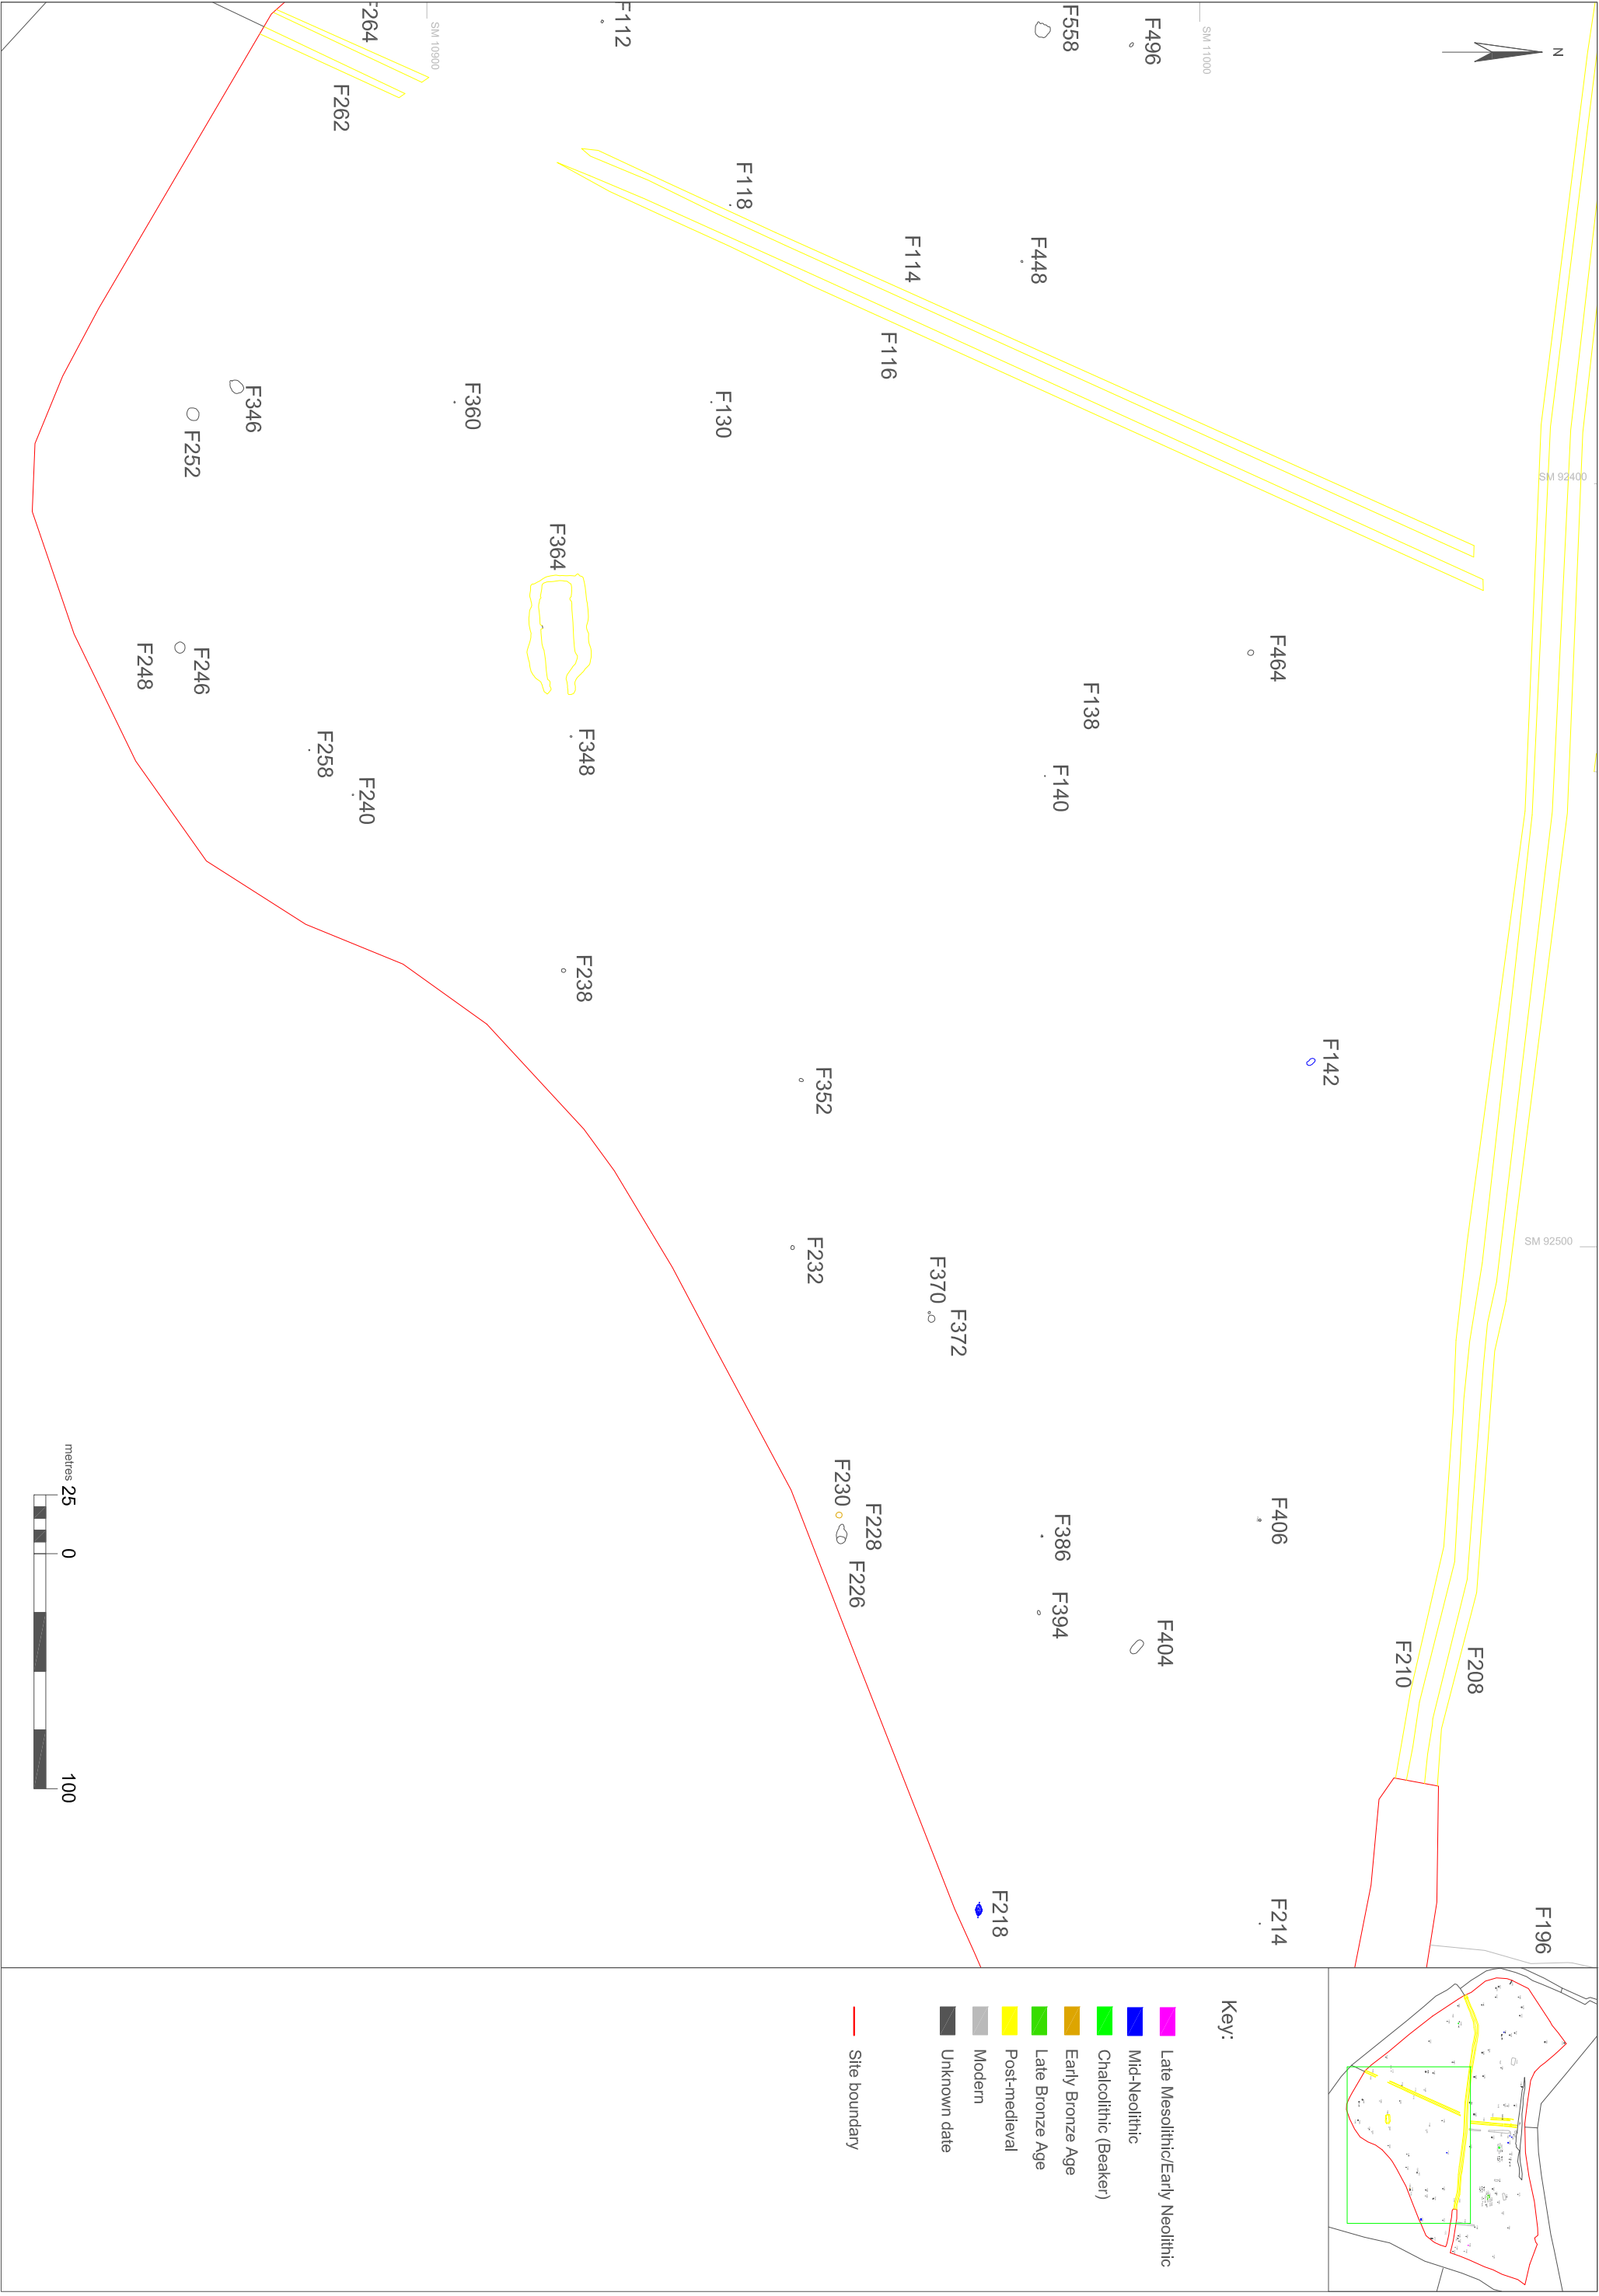 N
SM 11000
SM 10900
SM 92400
SM 92500
F496
F558
F112
F264
F262
F118
F448
F114
F116
F130
F360
F346
F252
F364
F464
F138
F140
F348
F246
F248
F258
F240
F238
F142
F352
F232
F370
F372
F230
F228
F226
F386
F406
F394
F404
F210
F208
F218
F214
F196
metres 25 0 100
Key:
Late Mesolithic/Early Neolithic
Mid-Neolithic
Chalcolithic (Beaker)
Early Bronze Age
Late Bronze Age
Post-medieval
Modern
Unknown date
Site boundary